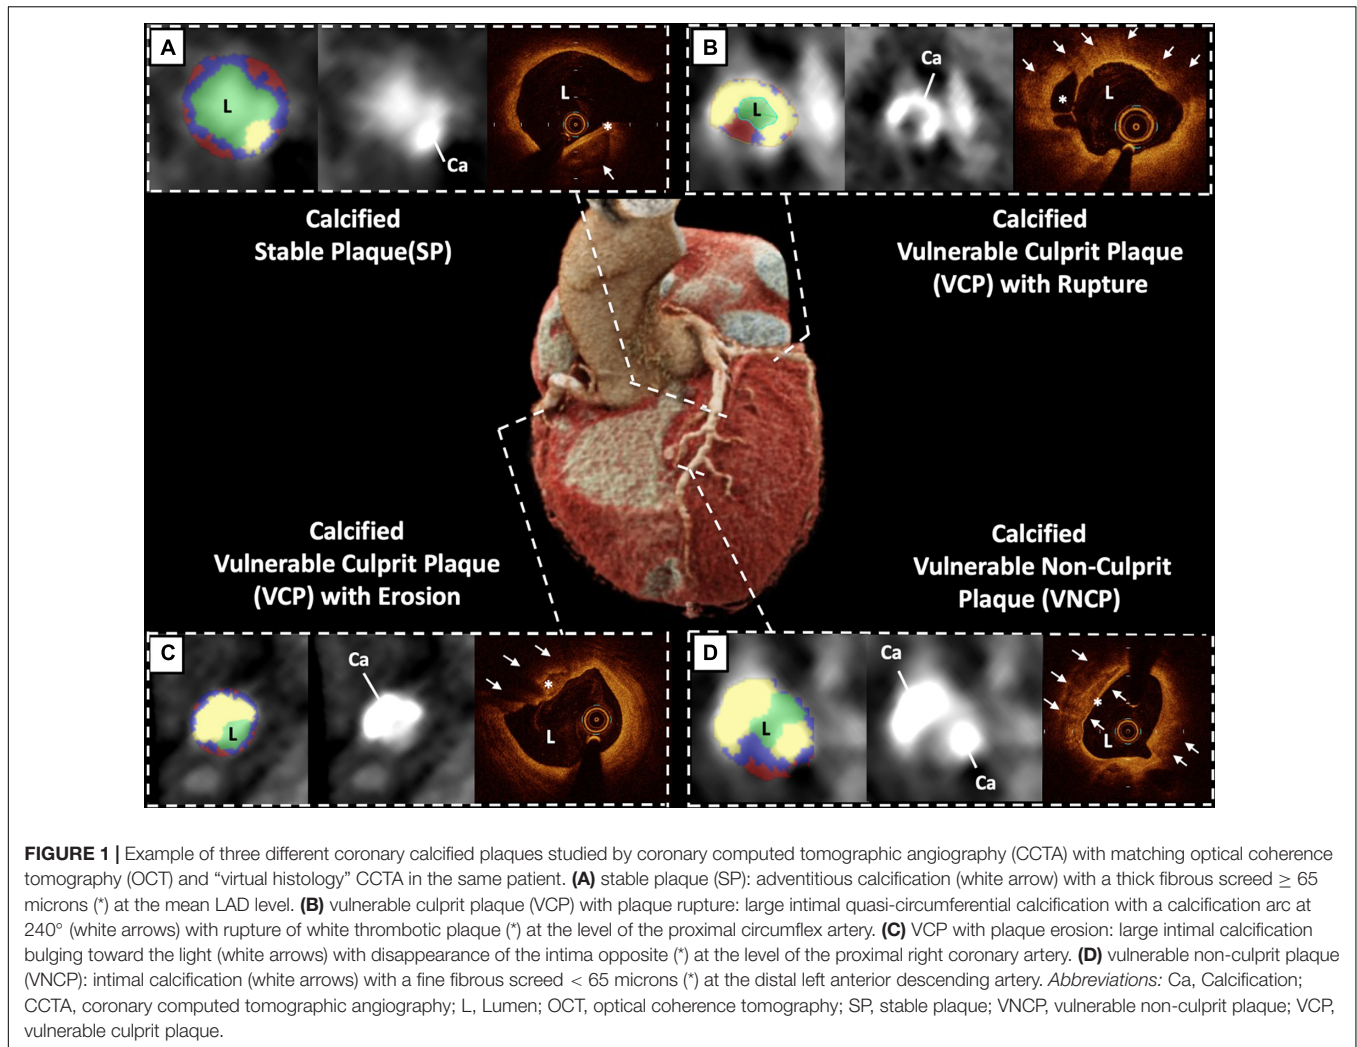 A
L
Ca
L
*
B
L
Ca
*
L
Calcified
Stable Plaque(SP)
Calcified
Vulnerable Culprit Plaque
(VCP) with Rupture
Calcified
Vulnerable Culprit Plaque
(VCP) with Erosion
Calcified
Vulnerable Non-Culprit
Plaque (VNCP)
C
L
Ca
*
L
D
L
Ca
Ca
*
L
FIGURE 1 | Example of three different coronary calcified plaques studied by coronary computed tomographic angiography (CCTA) with matching optical coherence
tomography (OCT) and “virtual histology” CCTA in the same patient. (A) stable plaque (SP): adventitious calcification (white arrow) with a thick fibrous screed ≥ 65
microns (*) at the mean LAD level. (B) vulnerable culprit plaque (VCP) with plaque rupture: large intimal quasi-circumferential calcification with a calcification arc at
240° (white arrows) with rupture of white thrombotic plaque (*) at the level of the proximal circumflex artery. (C) VCP with plaque erosion: large intimal calcification
bulging toward the light (white arrows) with disappearance of the intima opposite (*) at the level of the proximal right coronary artery. (D) vulnerable non-culprit plaque
(VNCP): intimal calcification (white arrows) with a fine fibrous screed < 65 microns (*) at the distal left anterior descending artery. Abbreviations: Ca, Calcification;
CCTA, coronary computed tomographic angiography; L, Lumen; OCT, optical coherence tomography; SP, stable plaque; VNCP, vulnerable non-culprit plaque; VCP,
vulnerable culprit plaque.